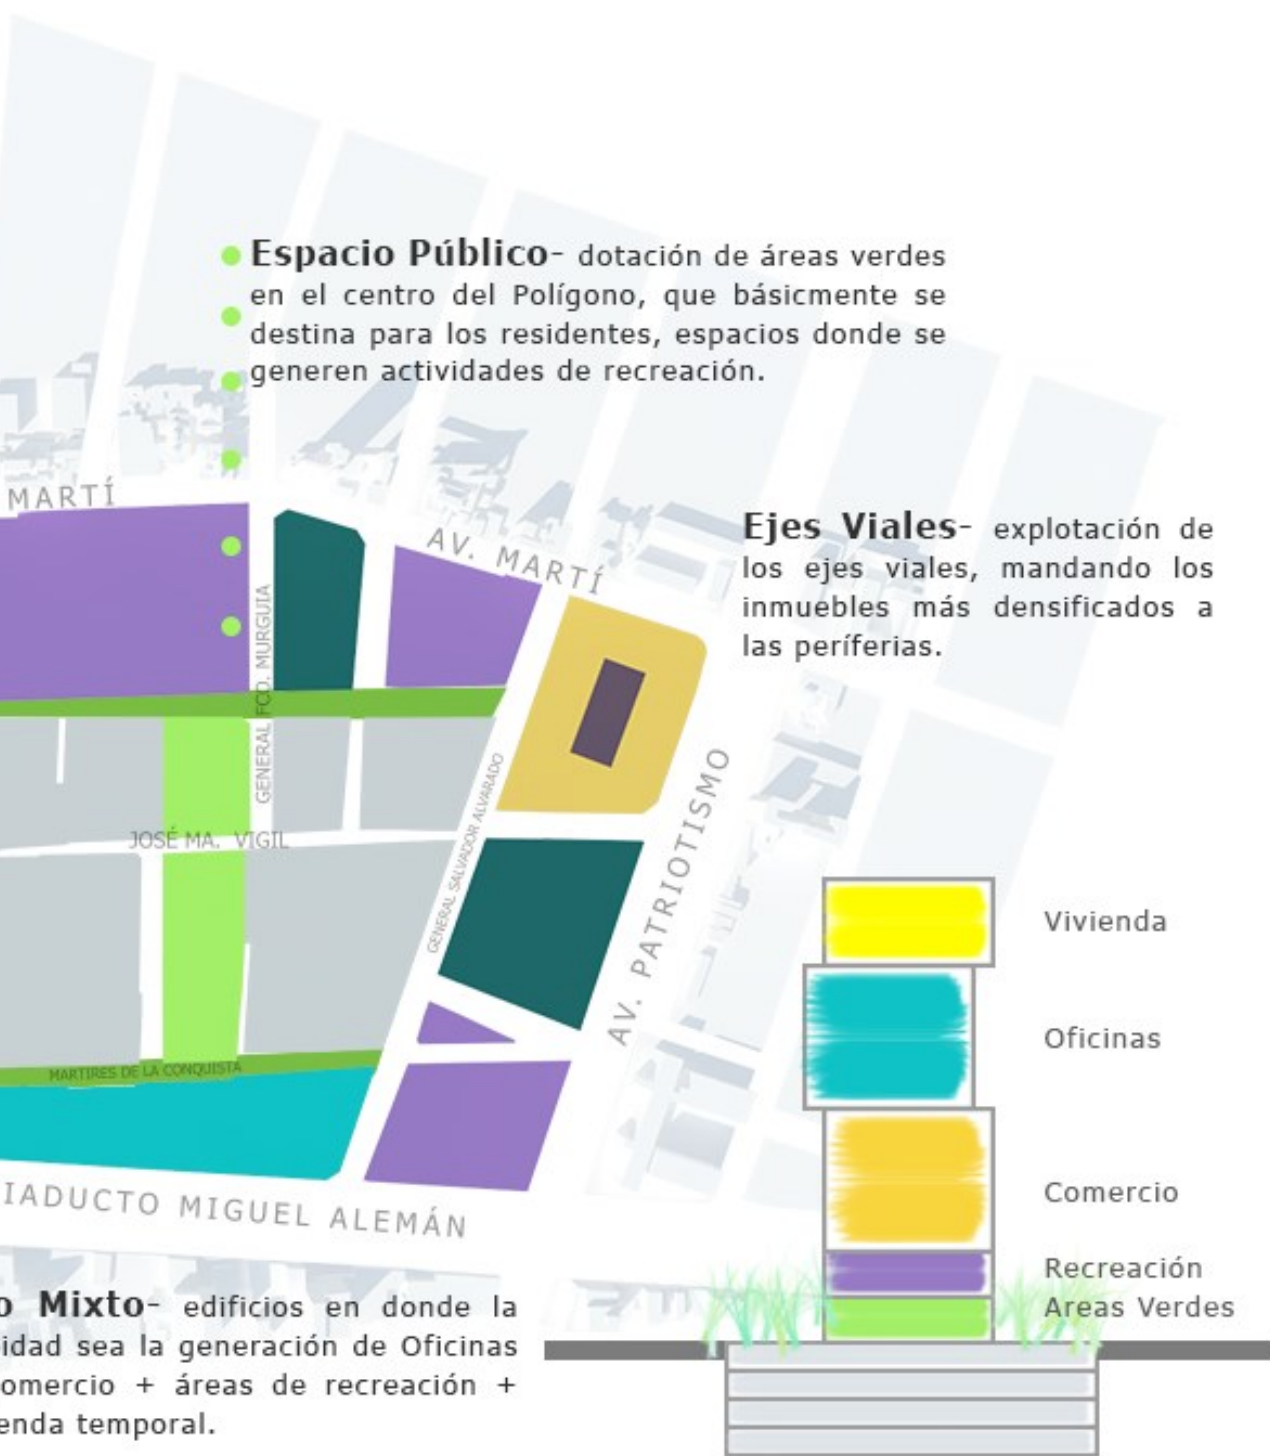 Espacio Público- dotación de áreas verdes
en el centro del Polígono, que básicmente se
destina para los residentes, espacios donde se
generen actividades de recreación.
MARTÍ
AV. MARTÍ
Ejes Viales- explotación de
los ejes viales, mandando los
inmuebles más densificados a
las períferias.
GENERAL FCO. MURGUIA
GENERAL SALVADOR ALVARADO
JOSÉ MA. VIGIL
AV. PATRIOTISMO
MARTIRES DE LA CONQUISTA
IADUCTO MIGUEL ALEMÁN
Vivienda
Oficinas
Comercio
Recreación
Areas Verdes
o Mixto- edificios en donde la
idad sea la generación de Oficinas
omercio + áreas de recreación +
enda temporal.